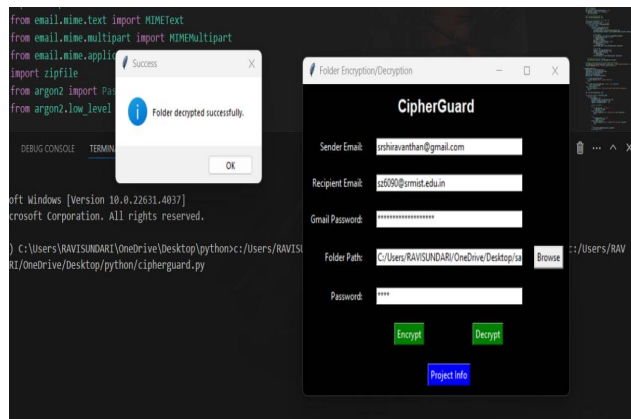 from email.mime.text import MIMEText
from email.mime.multipart import MIMEMultipart
from email.mime.applic
import zipfile
from argon2 import Pas
from argon2.low_level
Success
Folder decrypted successfully.
OK
DEBUG CONSOLE TERMIN
oft Windows [Version 10.0.22631.4037]
crosoft Corporation. All rights reserved.
) C:\Users\RAVISUNDARI\OneDrive\Desktop\python>c:/Users/RAVISU
c:/Users/RAV
RI/OneDrive/Desktop/python/cipherguard.py
Folder Encryption/Decryption
CipherGuard
Sender Email: srshiravanthan@gmail.com
Recipient Email: sz6090@srmist.edu.in
Gmail Password: *******************
Folder Path: C:/Users/RAVISUNDARI/OneDrive/Desktop/sa Browse
Password: ****
Encrypt Decrypt
Project Info